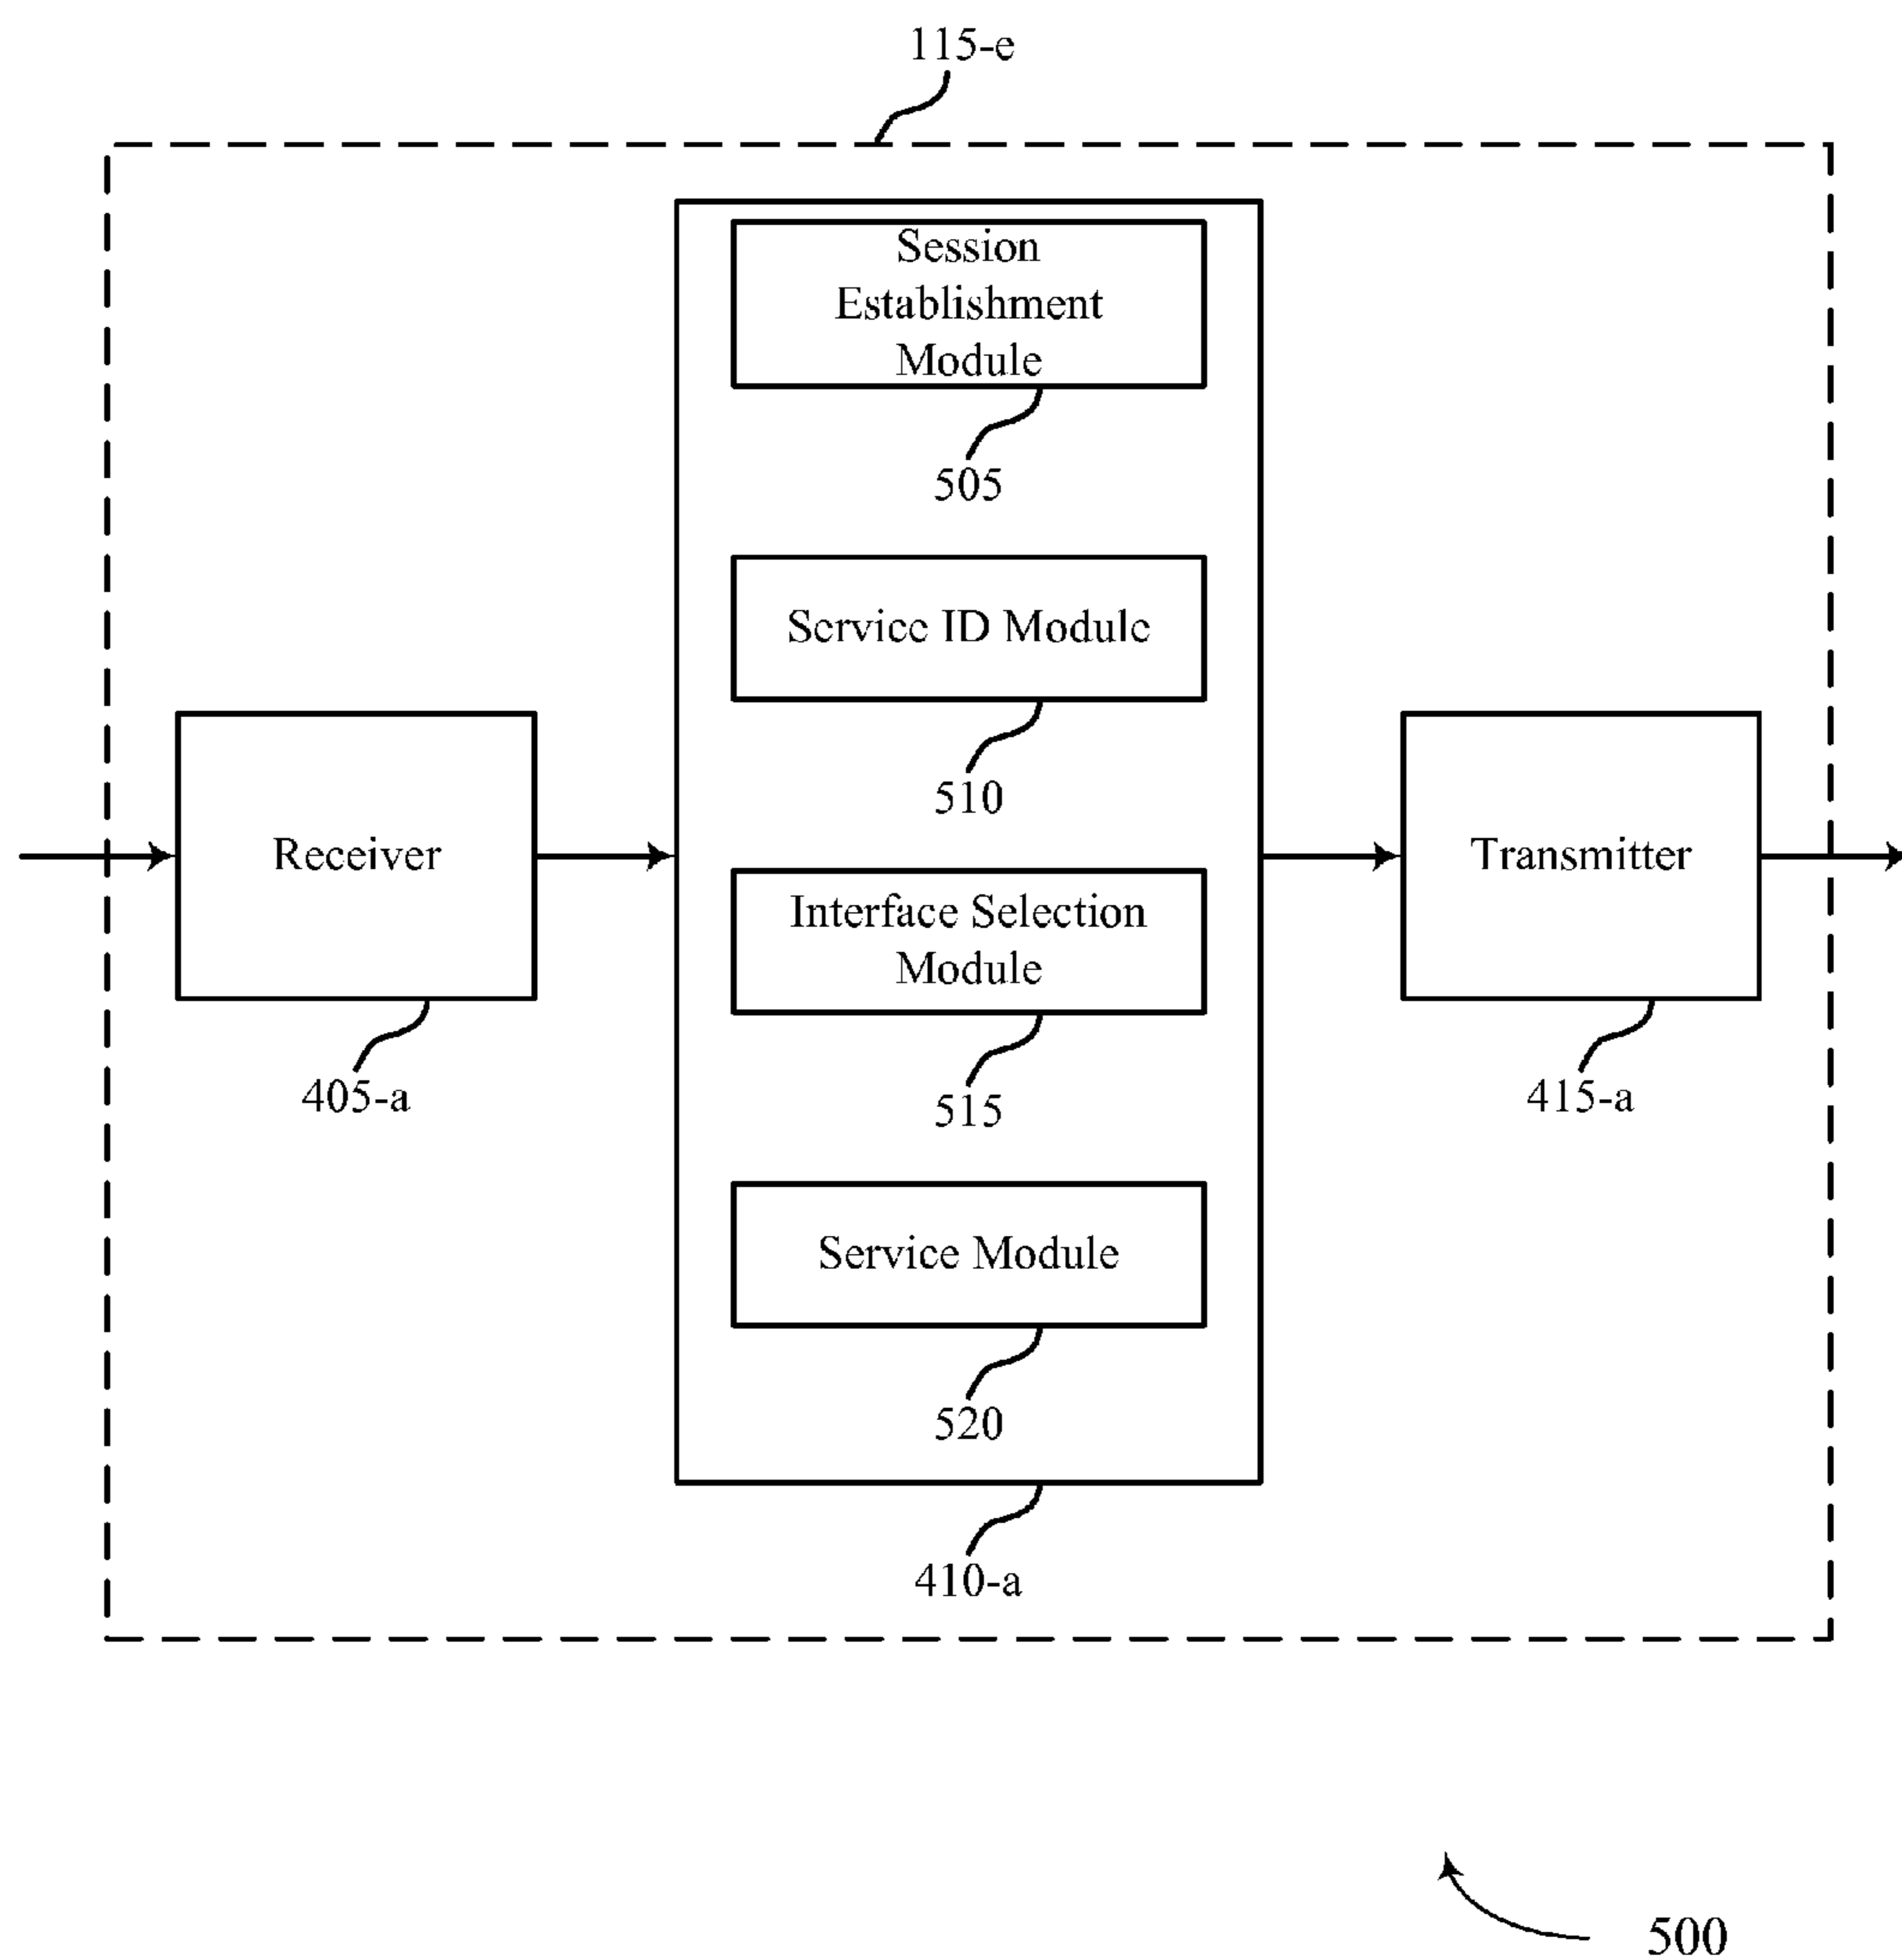 115-e
Session
Establishment
Module
505
Service ID Module
510
Receiver
405-a
Interface Selection
Module
515
Transmitter
415-a
Service Module
520
410-a
500